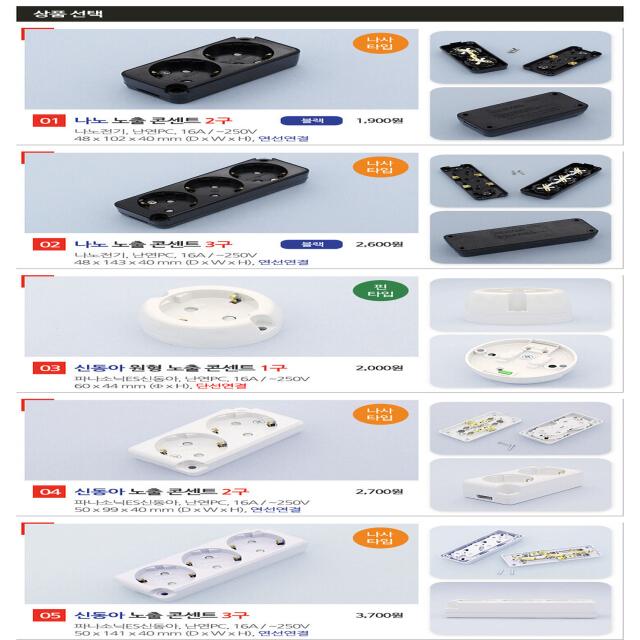 상품 선택
나사
타입
01 나노 노출 콘센트 2구 블랙 1,900원
나노전기, 난연PC, 16A / ~250V
48 x 102 x 40 mm (D x W x H), 연선연결
나사
타입
02 나노 노출 콘센트 3구 블랙 2,600원
나노전기, 난연PC, 16A / ~250V
48 x 143 x 40 mm (D x W x H), 연선연결
핀
타입
03 신동아 원형 노출 콘센트 1구 2,000원
파나소닉ES신동아, 난연PC, 16A / ~250V
60 x 44 mm (Φ x H), 단선연결
나사
타입
04 신동아 노출 콘센트 2구 2,700원
파나소닉ES신동아, 난연PC, 16A / ~250V
50 x 99 x 40 mm (D x W x H), 연선연결
나사
타입
05 신동아 노출 콘센트 3구 3,700원
파나소닉ES신동아, 난연PC, 16A / ~250V
50 x 141 x 40 mm (D x W x H), 연선연결